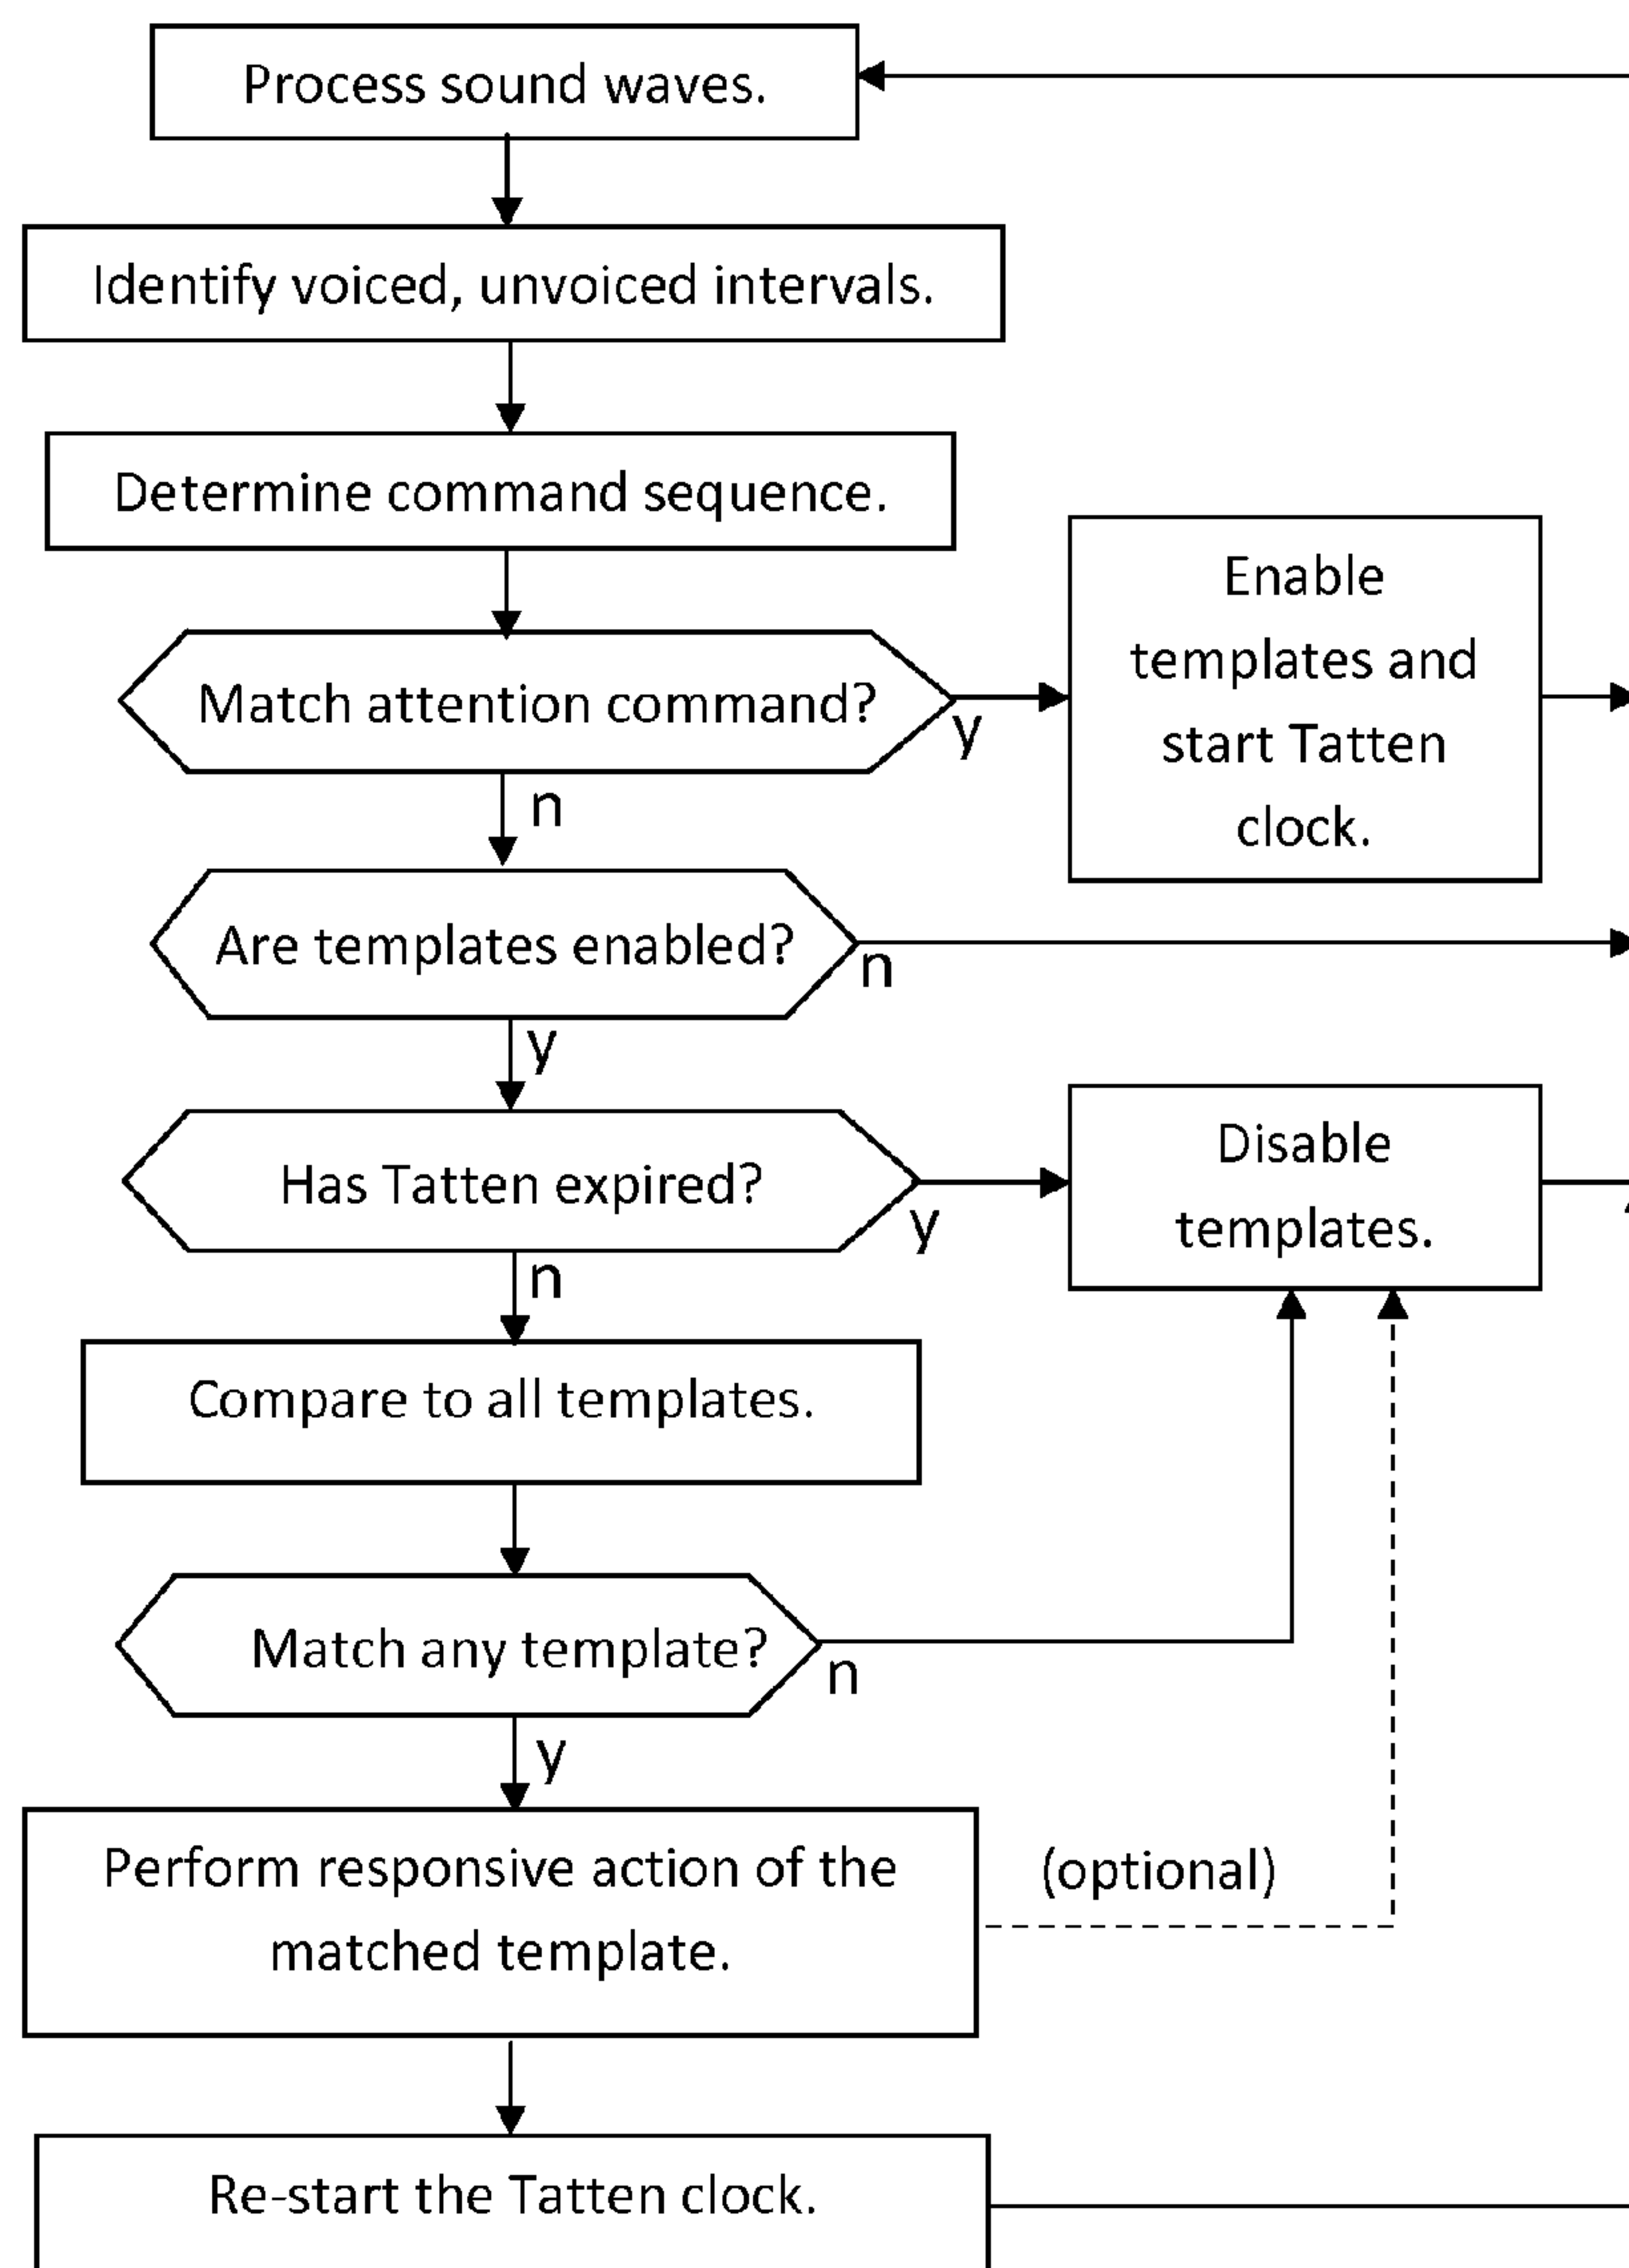 Process sound waves.
Identify voiced, unvoiced intervals.
Determine command sequence.
Match attention command?
y
Enable
templates and
start Tatten
clock.
n
Are templates enabled?
n
y
Has Tatten expired?
y
Disable
templates.
n
Compare to all templates.
Match any template?
n
y
Perform responsive action of the
matched template.
(optional)
Re-start the Tatten clock.